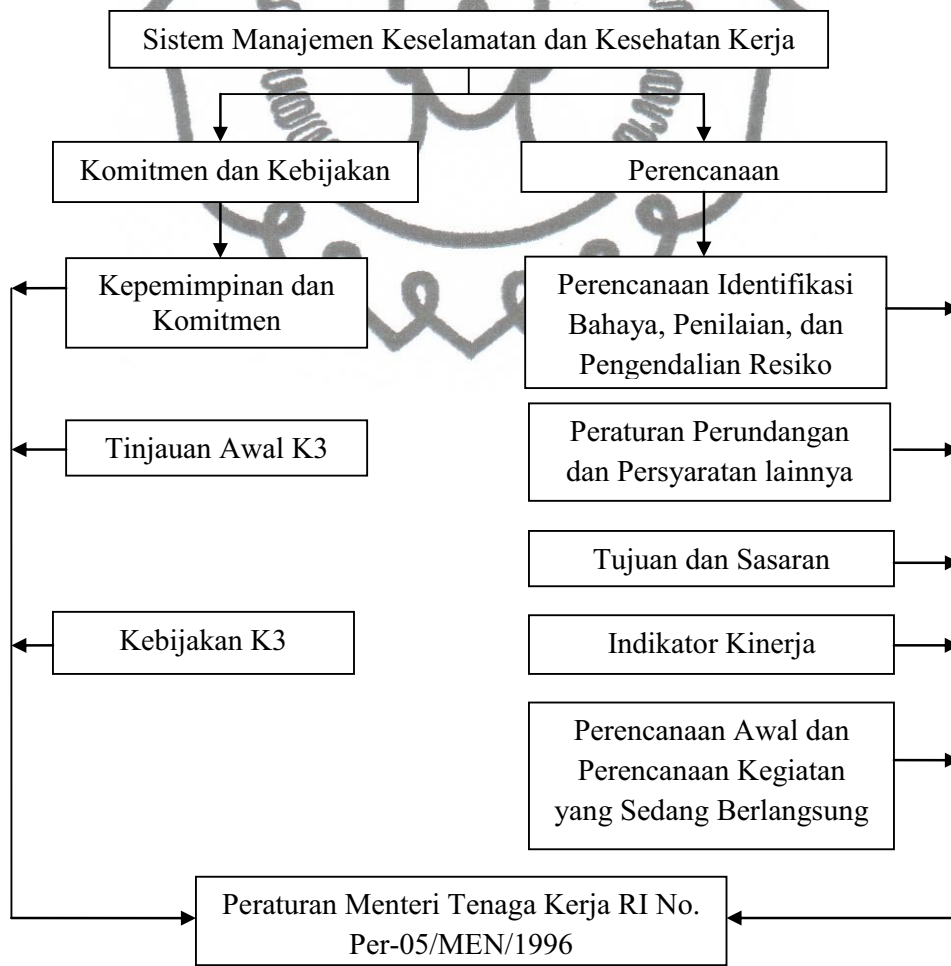 Sistem Manajemen Keselamatan dan Kesehatan Kerja
Komitmen dan Kebijakan
Perencanaan
Kepemimpinan dan
Komitmen
Perencanaan Identifikasi
Bahaya, Penilaian, dan
Pengendalian Resiko
Tinjauan Awal K3
Peraturan Perundangan
dan Persyaratan lainnya
Tujuan dan Sasaran
Kebijakan K3
Indikator Kinerja
Perencanaan Awal dan
Perencanaan Kegiatan
yang Sedang Berlangsung
Peraturan Menteri Tenaga Kerja RI No.
Per-05/MEN/1996